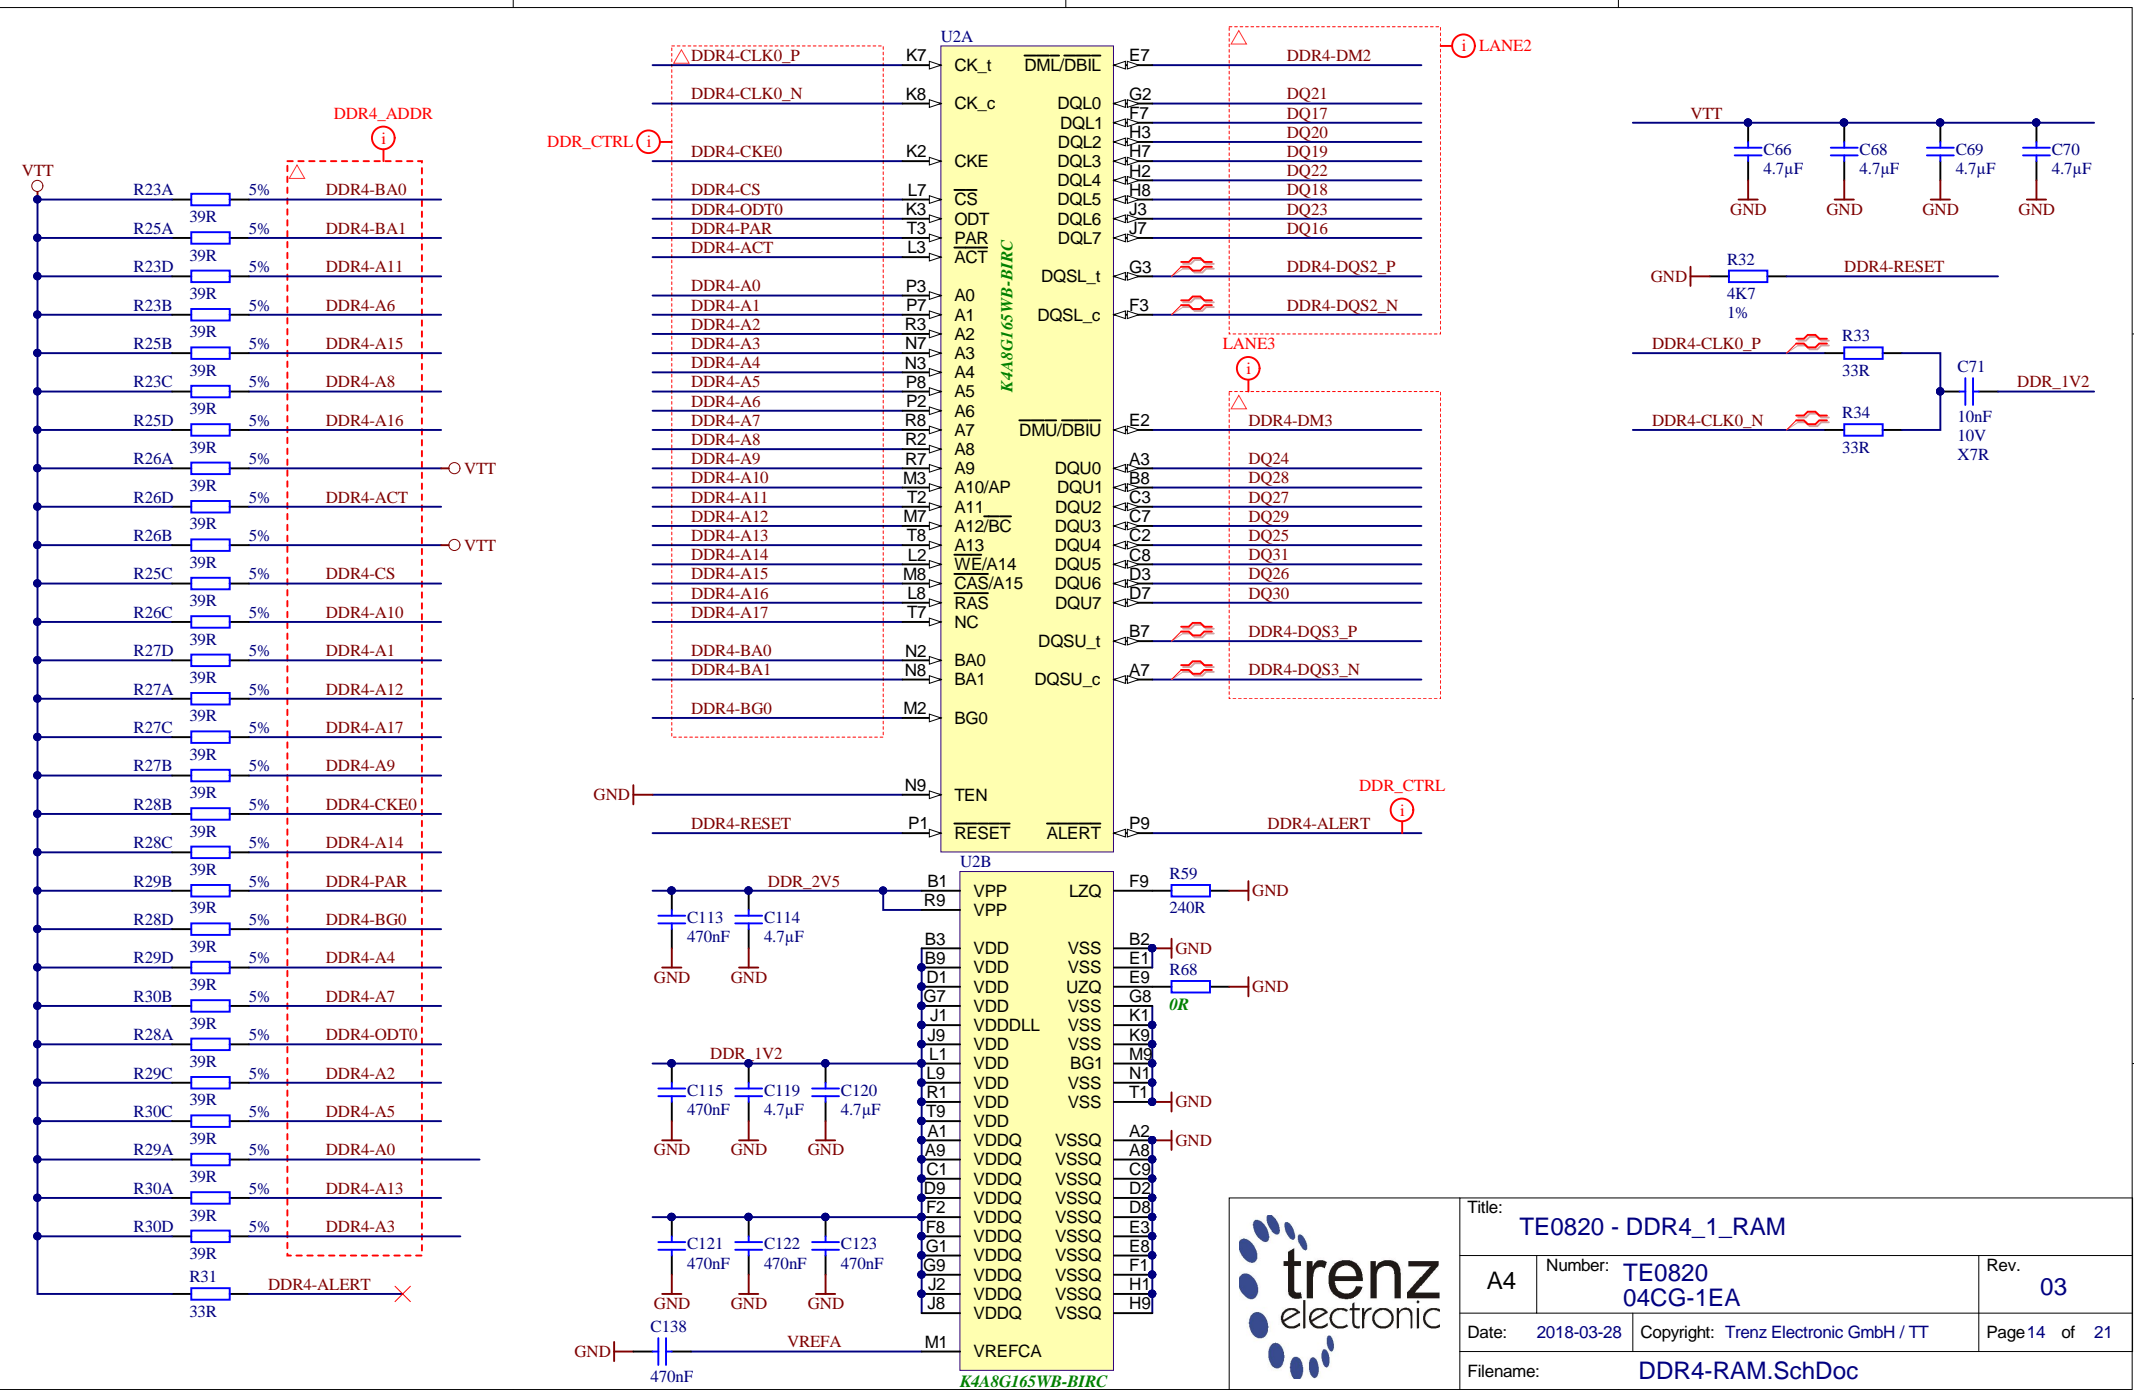 DDR4_ADDR
VTT
R23A 39R 5% DDR4-BA0
R25A 39R 5% DDR4-BA1
R23D 39R 5% DDR4-A11
R23B 39R 5% DDR4-A6
R25B 39R 5% DDR4-A15
R23C 39R 5% DDR4-A8
R25D 39R 5% DDR4-A16
R26A 39R 5% VTT
R26D 39R 5% DDR4-ACT
R26B 39R 5% VTT
R25C 39R 5% DDR4-CS
R26C 39R 5% DDR4-A10
R27D 39R 5% DDR4-A1
R27A 39R 5% DDR4-A12
R27C 39R 5% DDR4-A17
R27B 39R 5% DDR4-A9
R28B 39R 5% DDR4-CKE0
R28C 39R 5% DDR4-A14
R29B 39R 5% DDR4-PAR
R28D 39R 5% DDR4-BG0
R29D 39R 5% DDR4-A4
R30B 39R 5% DDR4-A7
R28A 39R 5% DDR4-ODT0
R29C 39R 5% DDR4-A2
R30C 39R 5% DDR4-A5
R29A 39R 5% DDR4-A0
R30A 39R 5% DDR4-A13
R30D 39R 5% DDR4-A3
R31 33R DDR4-ALERT
U2A
DDR_CTRL
DDR4-CLK0_P K7 CK_t
DDR4-CLK0_N K8 CK_c
DDR4-CKE0 K2 CKE
DDR4-CS L7 CS
DDR4-ODT0 K3 ODT
DDR4-PAR T3 PAR
DDR4-ACT L3 ACT
DDR4-A0 P3 A0
DDR4-A1 P7 A1
DDR4-A2 R3 A2
DDR4-A3 N7 A3
DDR4-A4 N3 A4
DDR4-A5 P8 A5
DDR4-A6 P2 A6
DDR4-A7 R8 A7
DDR4-A8 R2 A8
DDR4-A9 R7 A9
DDR4-A10 M3 A10/AP
DDR4-A11 T2 A11
DDR4-A12 M7 A12/BC
DDR4-A13 T8 A13
DDR4-A14 L2 WE/A14
DDR4-A15 M8 CAS/A15
DDR4-A16 L8 RAS
DDR4-A17 T7 NC
DDR4-BA0 N2 BA0
DDR4-BA1 N8 BA1
DDR4-BG0 M2 BG0
GND N9 TEN
DDR4-RESET P1 RESET
K4A8G165WB-BIRC
LANE2
DML/DBIL E7 DDR4-DM2
DQL0 G2 DQ21
DQL1 F7 DQ17
DQL2 H3 DQ20
DQL3 H7 DQ19
DQL4 H2 DQ22
DQL5 H8 DQ18
DQL6 J3 DQ23
DQL7 J7 DQ16
DQSL_t G3 DDR4-DQS2_P
DQSL_c F3 DDR4-DQS2_N
LANE3
DMU/DBIU E2 DDR4-DM3
DQU0 A3 DQ24
DQU1 B8 DQ28
DQU2 C3 DQ27
DQU3 C7 DQ29
DQU4 C2 DQ25
DQU5 C8 DQ31
DQU6 D3 DQ26
DQU7 D7 DQ30
DQSU_t B7 DDR4-DQS3_P
DQSU_c A7 DDR4-DQS3_N
DDR_CTRL
ALERT P9 DDR4-ALERT
U2B
DDR_2V5 B1 VPP
R9 VPP
C113 470nF GND
C114 4.7µF GND
B3 VDD
B9 VDD
D1 VDD
G7 VDD
J1 VDDDLL
J9 VDD
DDR_1V2 L1 VDD
L9 VDD
R1 VDD
T9 VDD
C115 470nF GND
C119 4.7µF GND
C120 4.7µF GND
A1 VDDQ
A9 VDDQ
C1 VDDQ
D9 VDDQ
F2 VDDQ
F8 VDDQ
G1 VDDQ
G9 VDDQ
J2 VDDQ
J8 VDDQ
C121 470nF GND
C122 470nF GND
C123 470nF GND
GND C138 470nF VREFA M1 VREFCA
LZQ F9 R59 240R GND
VSS B2 GND
VSS E1
UZQ E9 R68 0R GND
VSS G8
VSS K1
VSS K9
BG1 M9
VSS N1
VSS T1 GND
VSSQ A2 GND
VSSQ A8
VSSQ C9
VSSQ D2
VSSQ D8
VSSQ E3
VSSQ E8
VSSQ F1
VSSQ H1
VSSQ H9
K4A8G165WB-BIRC
VTT
C66 4.7µF GND
C68 4.7µF GND
C69 4.7µF GND
C70 4.7µF GND
GND R32 4K7 1% DDR4-RESET
DDR4-CLK0_P R33 33R
DDR4-CLK0_N R34 33R
C71 10nF 10V X7R DDR_1V2
trenz
electronic
Title:
TE0820 - DDR4_1_RAM
A4
Number: TE0820
04CG-1EA
Rev.
03
Date: 2018-03-28 Copyright: Trenz Electronic GmbH / TT Page 14 of 21
Filename: DDR4-RAM.SchDoc